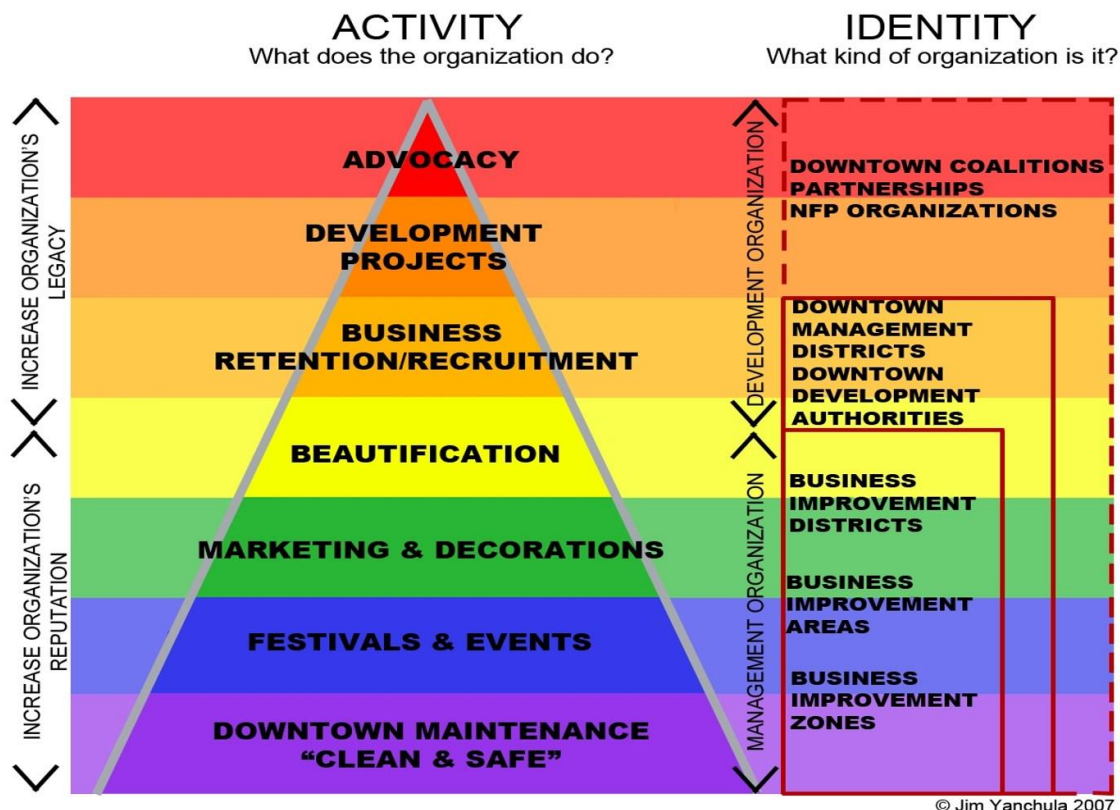 ACTIVITY
What does the organization do?
IDENTITY
What kind of organization is it?
INCREASE ORGANIZATION'S
LEGACY
INCREASE ORGANIZATION'S
REPUTATION
ADVOCACY
DEVELOPMENT
PROJECTS
BUSINESS
RETENTION/RECRUITMENT
BEAUTIFICATION
MARKETING & DECORATIONS
FESTIVALS & EVENTS
DOWNTOWN MAINTENANCE
“CLEAN & SAFE”
DEVELOPMENT ORGANIZATION
MANAGEMENT ORGANIZATION
DOWNTOWN COALITIONS
PARTNERSHIPS
NFP ORGANIZATIONS
DOWNTOWN
MANAGEMENT
DISTRICTS
DOWNTOWN
DEVELOPMENT
AUTHORITIES
BUSINESS
IMPROVEMENT
DISTRICTS
BUSINESS
IMPROVEMENT
AREAS
BUSINESS
IMPROVEMENT
ZONES
© Jim Yanchula 2007